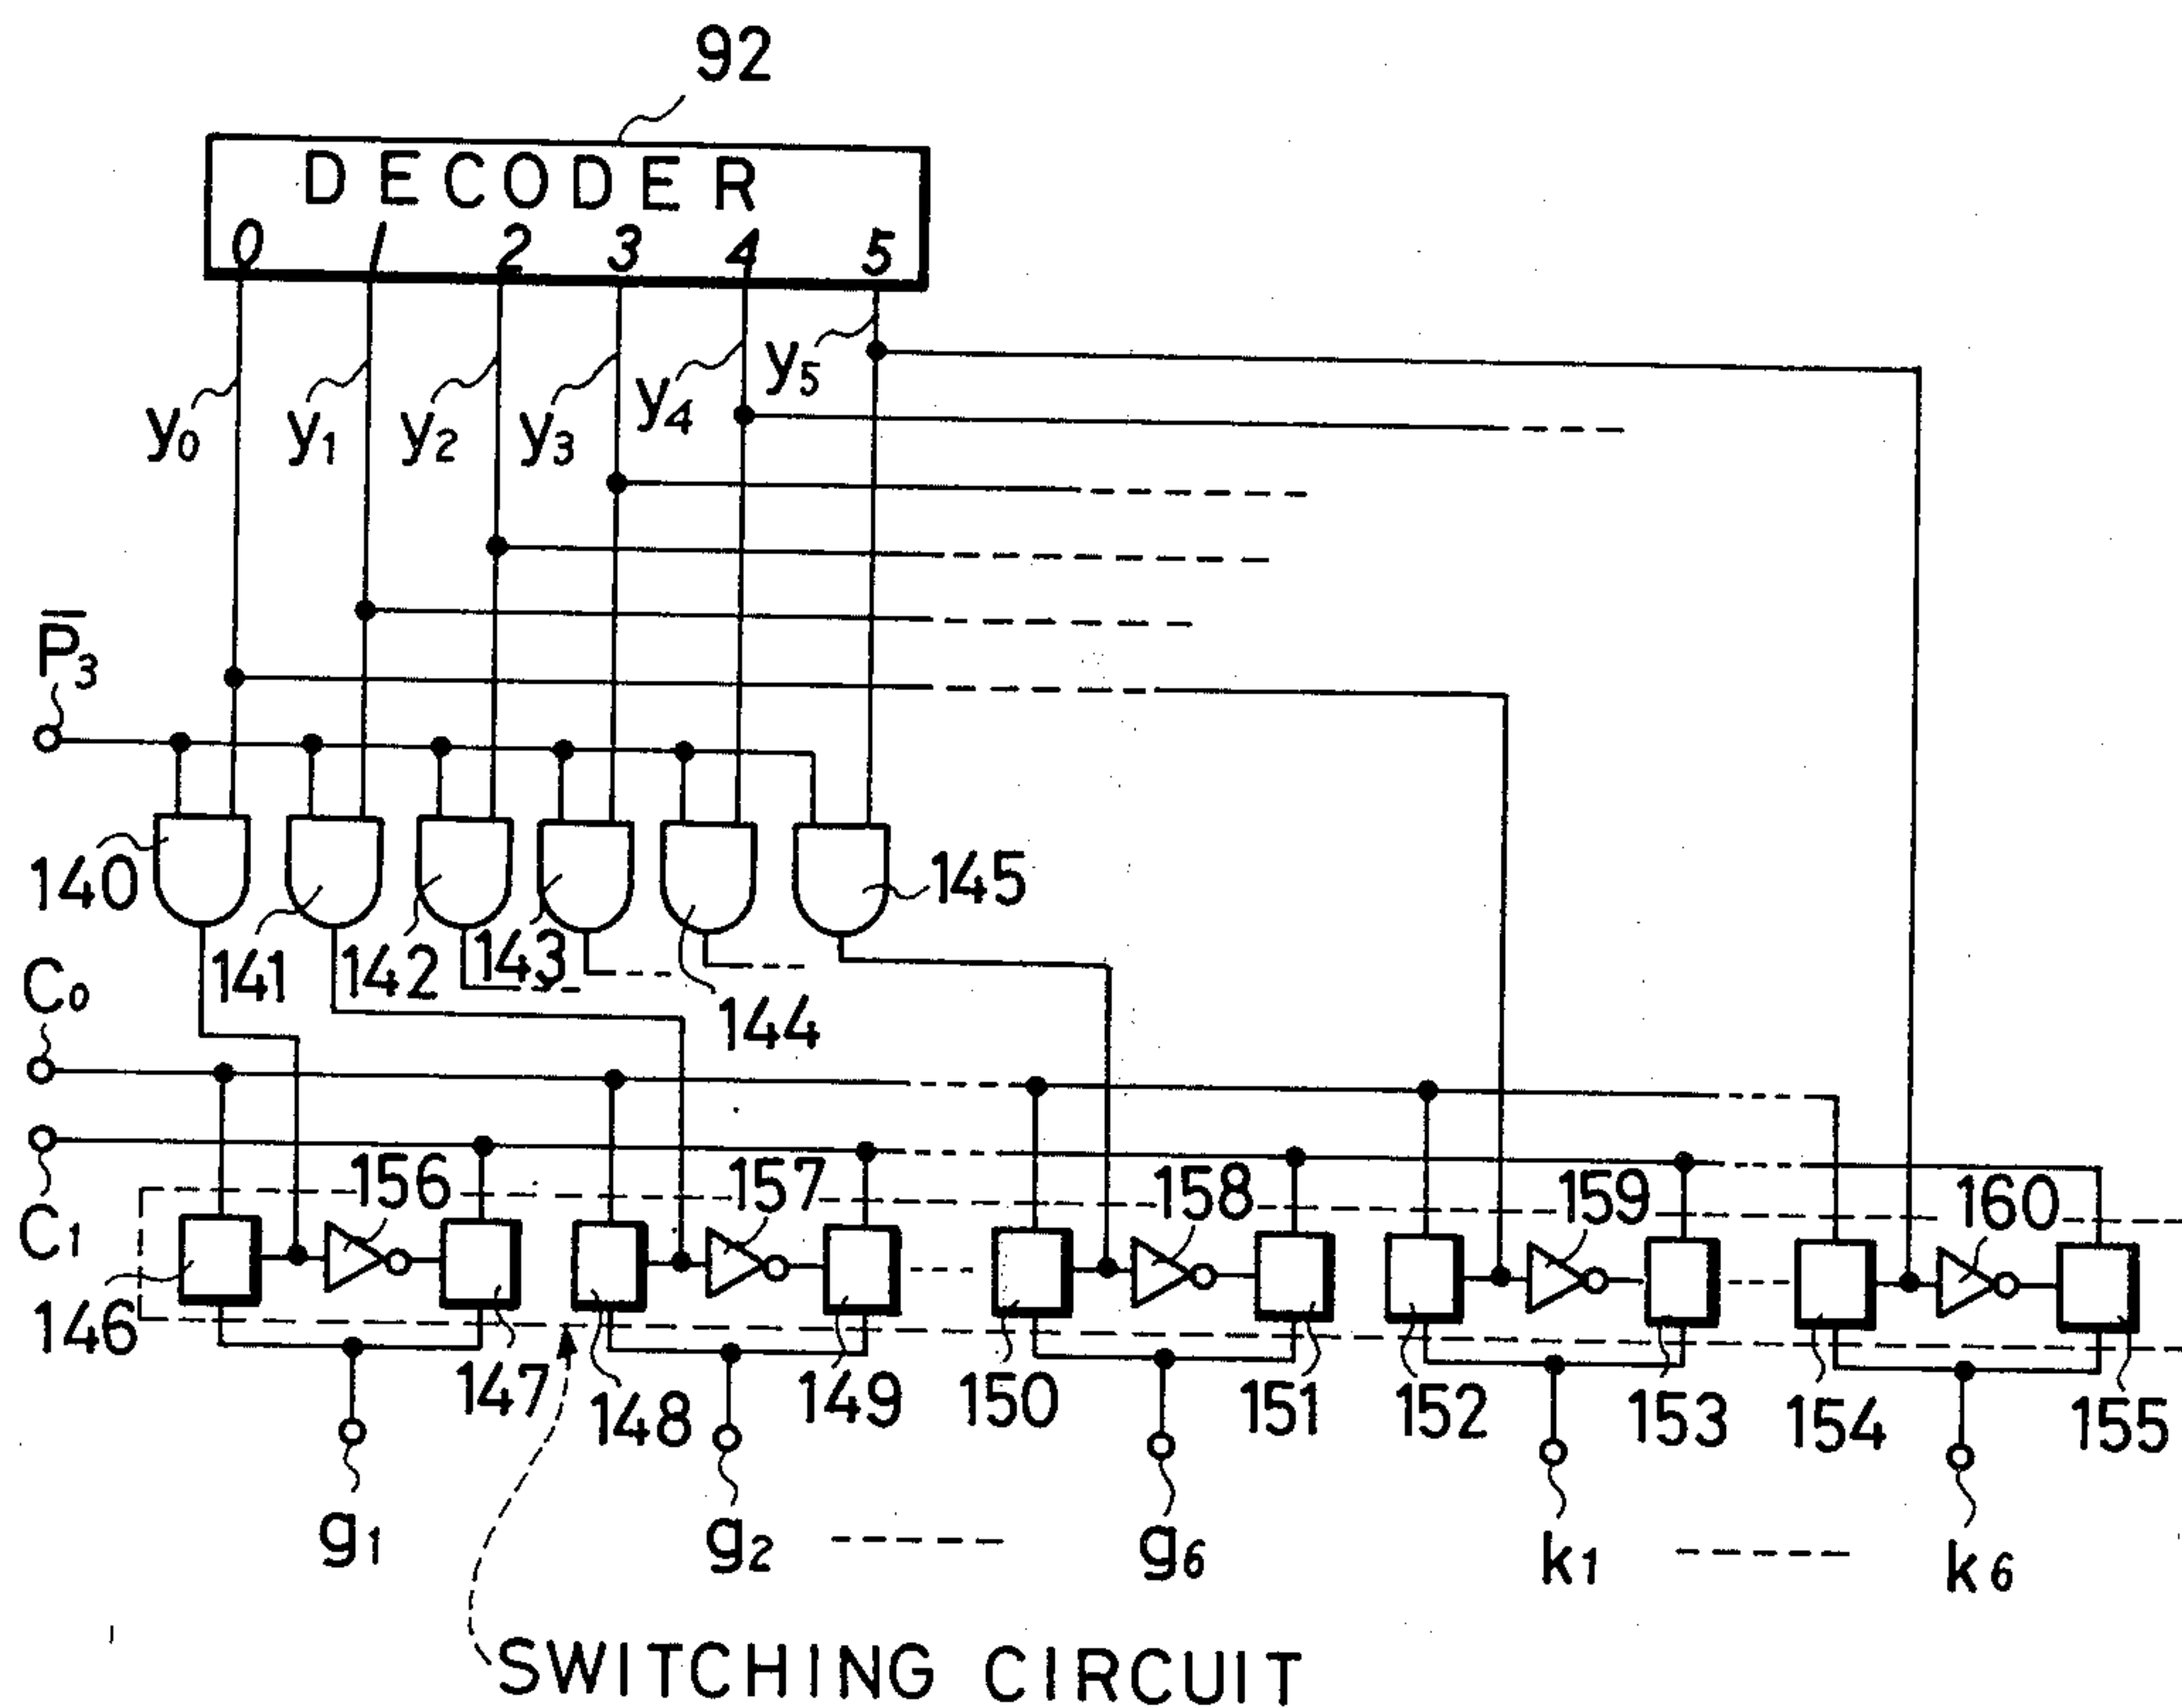 92
DECODER
0 1 2 3 4 5
y0 y1 y2 y3 y4 y5
P̅3
140 141 142 143 144 145
C0
C1
156 157 158 159 160
146 147 148 149 150 151 152 153 154 155
g1 g2 g6 k1 k6
SWITCHING CIRCUIT